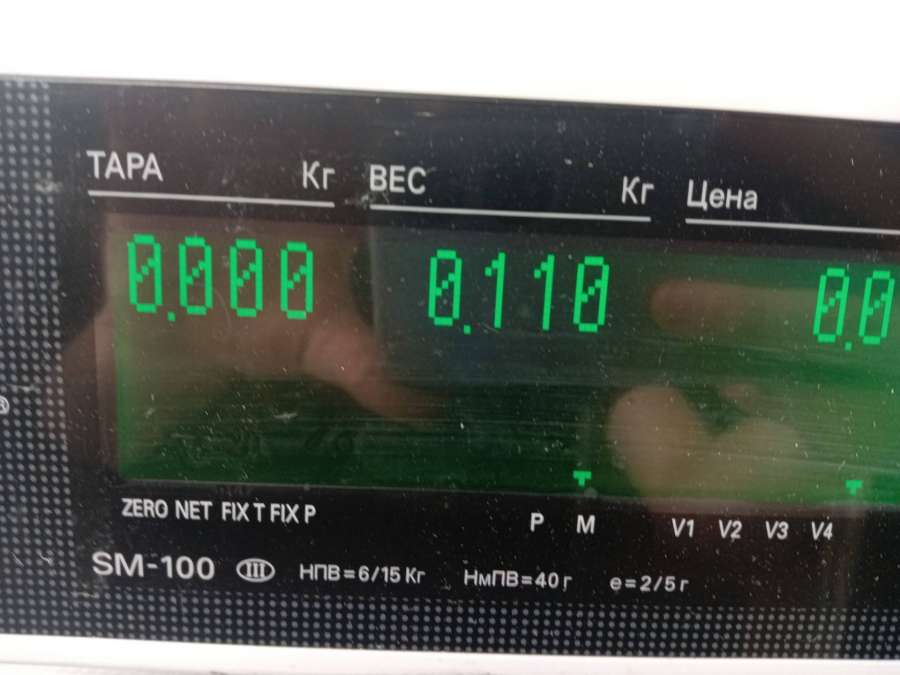 ТАРА Кг ВЕС Кг Цена
0.000 0.110 0.0
®
ZERO NET FIX T FIX P P M V1 V2 V3 V4
SM-100 III НПВ=6/15 Кг НмПВ=40 г e=2/5 г